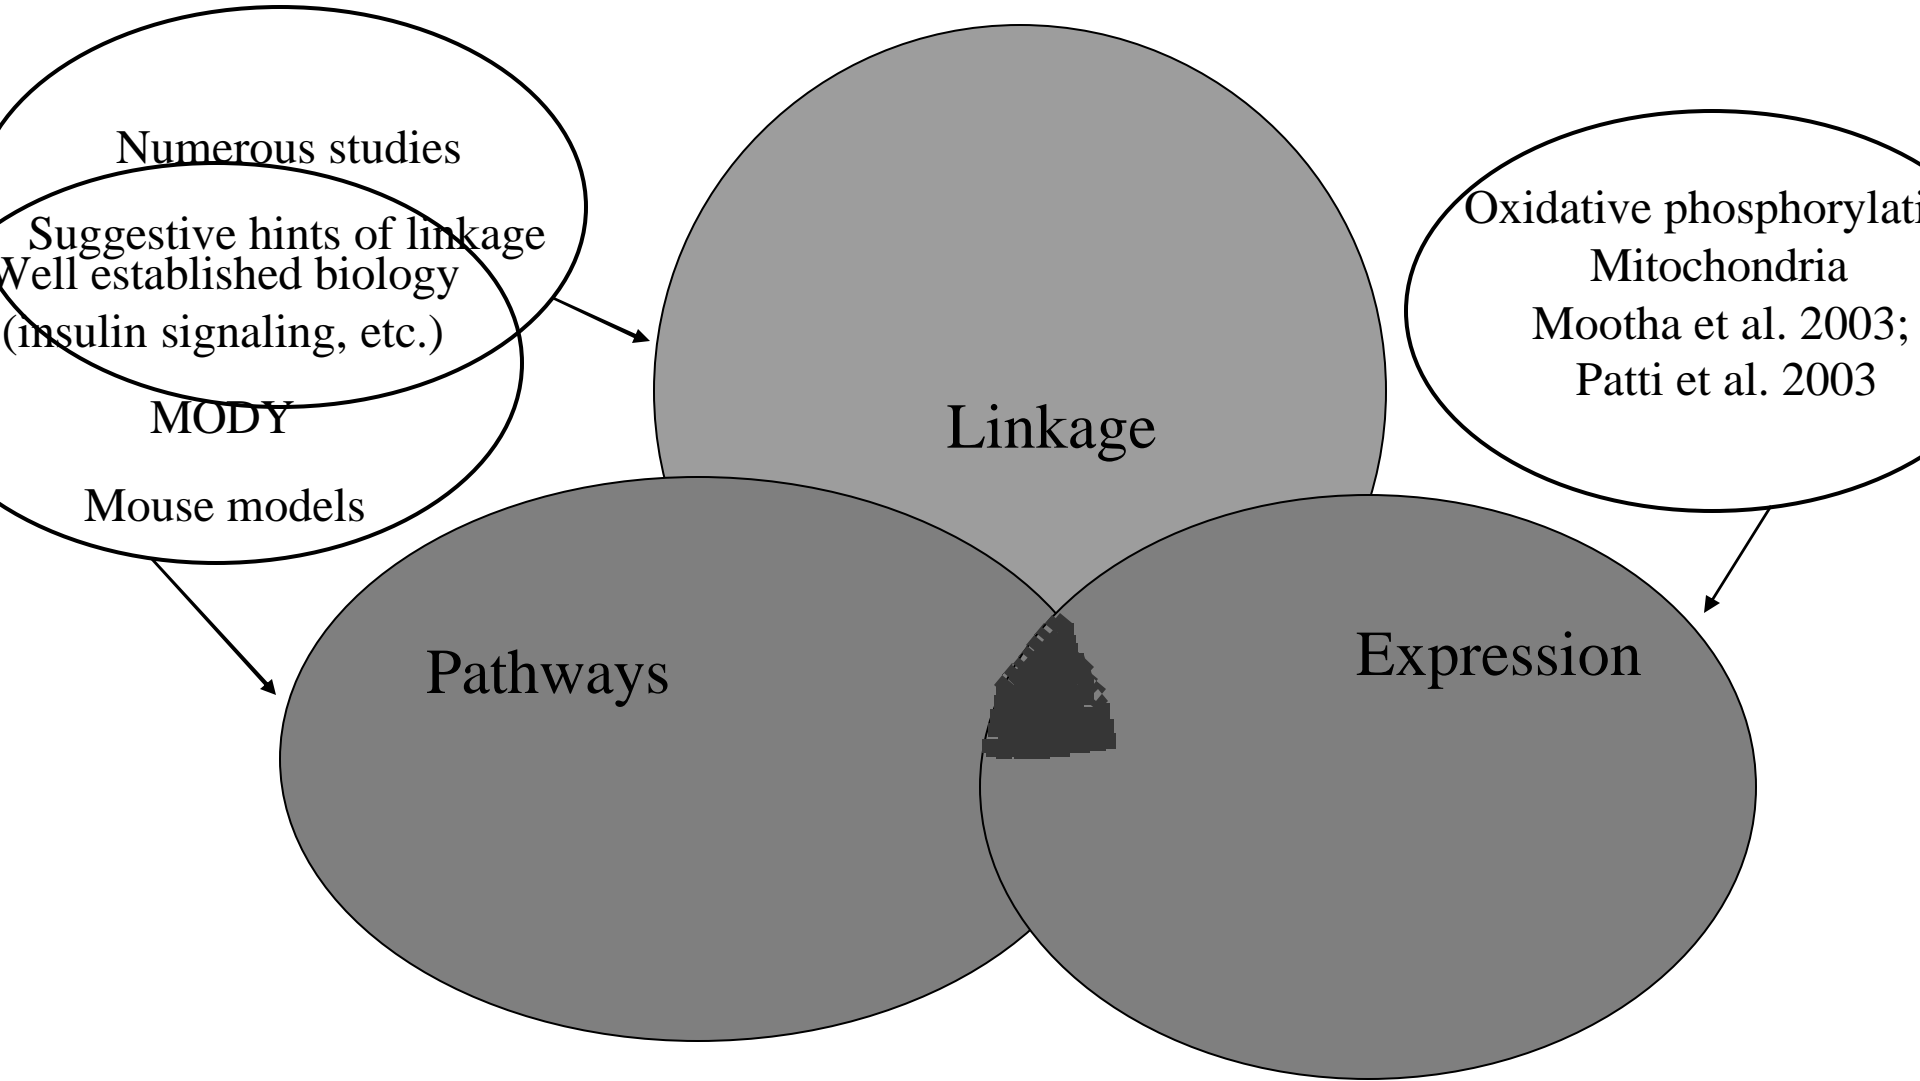 Numerous studies
Suggestive hints of linkage
Well established biology
(insulin signaling, etc.)
MODY
Mouse models
Linkage
Pathways
Expression
Oxidative
Mitochondria
Mootha et al. 2003;
Patti et al. 2003